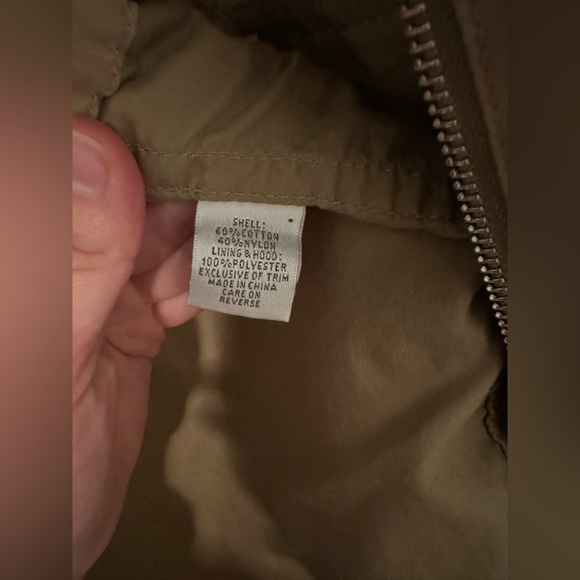 SHELL:
60%COTTON
40%NYLON
LINING & HOOD:
100%POLYESTER
EXCLUSIVE OF TRIM
MADE IN CHINA
CARE ON
REVERSE